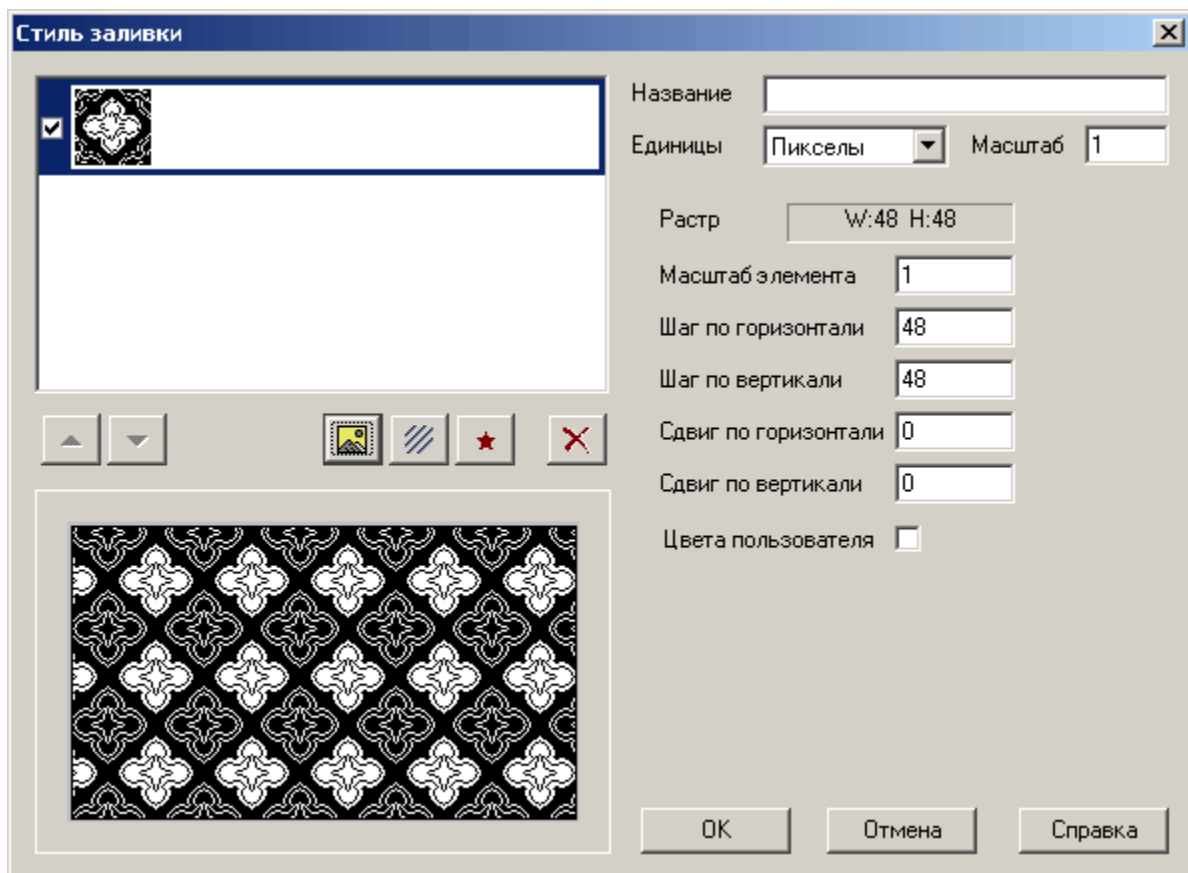 Стиль заливки
Название
Единицы Пикселы Масштаб 1
Растр W:48 H:48
Масштаб элемента 1
Шаг по горизонтали 48
Шаг по вертикали 48
Сдвиг по горизонтали 0
Сдвиг по вертикали 0
Цвета пользователя
OK Отмена Справка